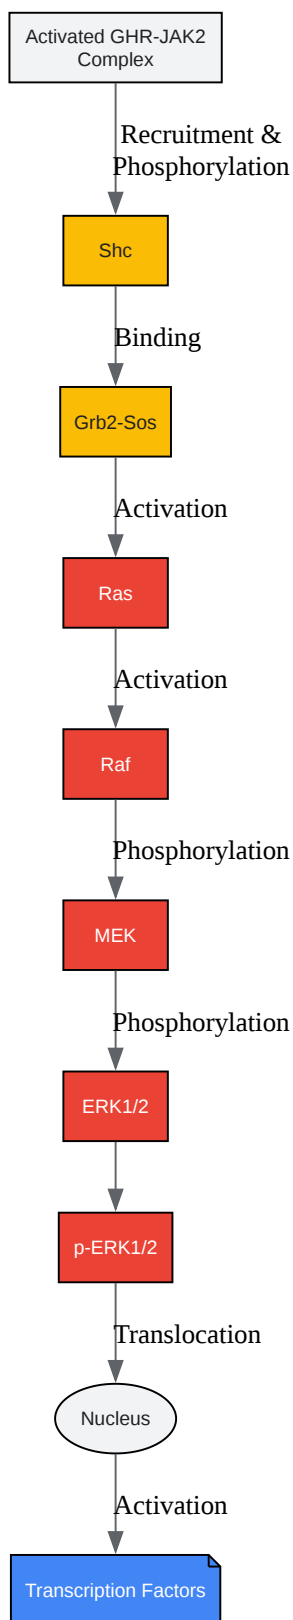 Activated GHR-JAK2
Complex
Recruitment &
Phosphorylation
Shc
Binding
Grb2-Sos
Activation
Ras
Activation
Raf
Phosphorylation
MEK
Phosphorylation
ERK1/2
p-ERK1/2
Translocation
Nucleus
Activation
Transcription Factors